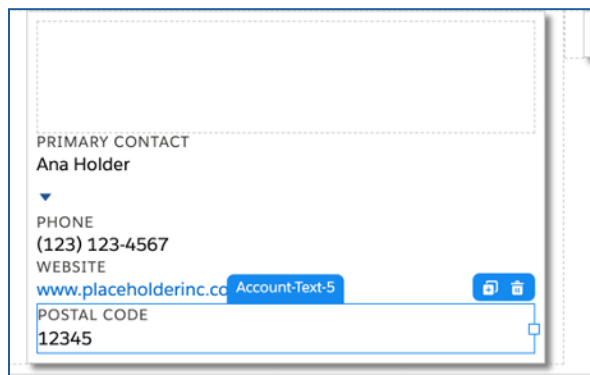 PRIMARY CONTACT
Ana Holder
PHONE
(123) 123-4567
WEBSITE
www.placeholderinc.co
Account-Text-5
POSTAL CODE
12345